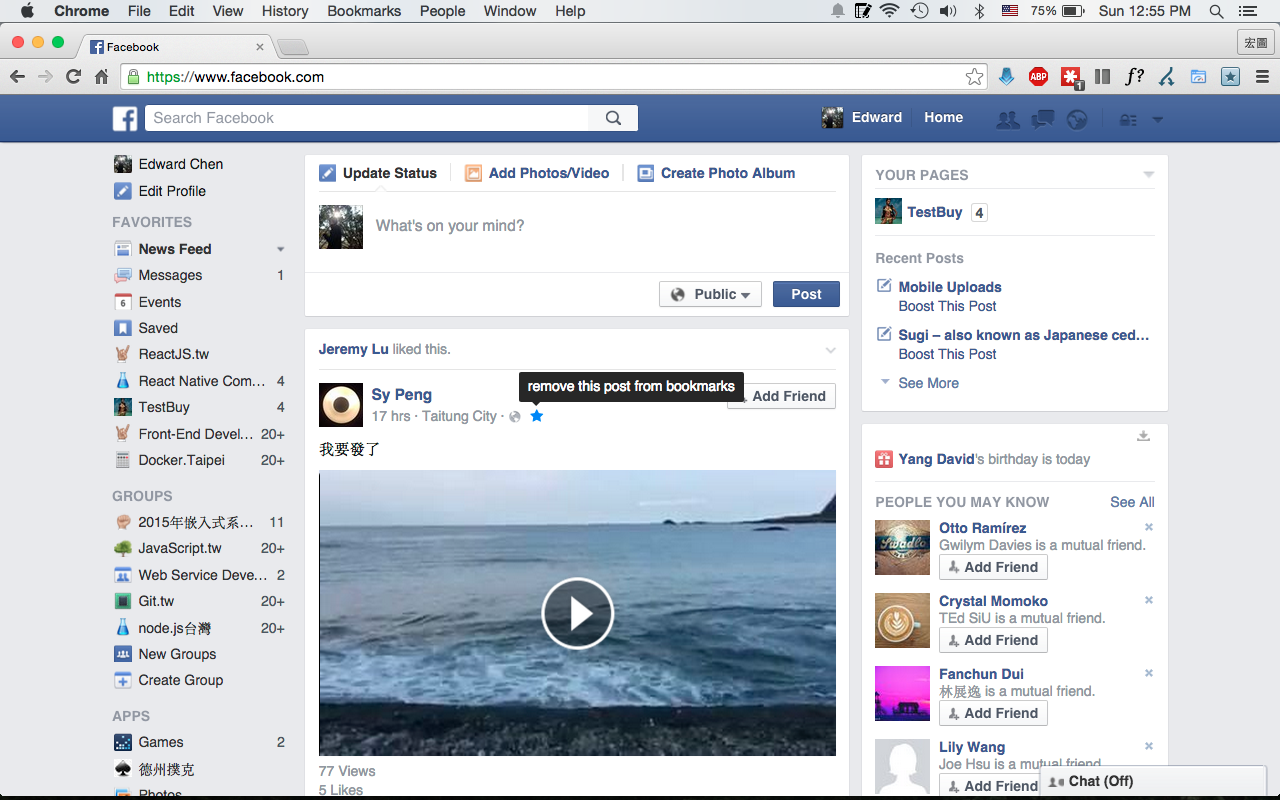 Chrome File Edit View History Bookmarks People Window Help 75% Sun 12:55 PM
Facebook
宏圖
https://www.facebook.com ABP 1 f?
Search Facebook
Edward Home
Edward Chen
Edit Profile
FAVORITES
News Feed
Messages 1
6 Events
Saved
ReactJS.tw
React Native Com... 4
TestBuy 4
Front-End Devel... 20+
Docker.Taipei 20+
GROUPS
2015年嵌入式系... 11
JavaScript.tw 20+
Web Service Deve... 2
Git.tw 20+
node.js台灣 20+
New Groups
Create Group
APPS
Games 2
德州撲克
Photos
Update Status Add Photos/Video Create Photo Album
What's on your mind?
Public Post
Jeremy Lu liked this.
remove this post from bookmarks
Sy Peng
Add Friend
17 hrs · Taitung City ·
我要發了
77 Views
5 Likes
YOUR PAGES
TestBuy 4
Recent Posts
Mobile Uploads
Boost This Post
Sugi – also known as Japanese ced...
Boost This Post
See More
Yang David's birthday is today
PEOPLE YOU MAY KNOW See All
Swadlo
Otto Ramírez
Gwilym Davies is a mutual friend.
Add Friend
Crystal Momoko
TEd SiU is a mutual friend.
Add Friend
Fanchun Dui
林展逸 is a mutual friend.
Add Friend
Lily Wang
Joe Hsu is a mutual friend.
Add Friend
Chat (Off)